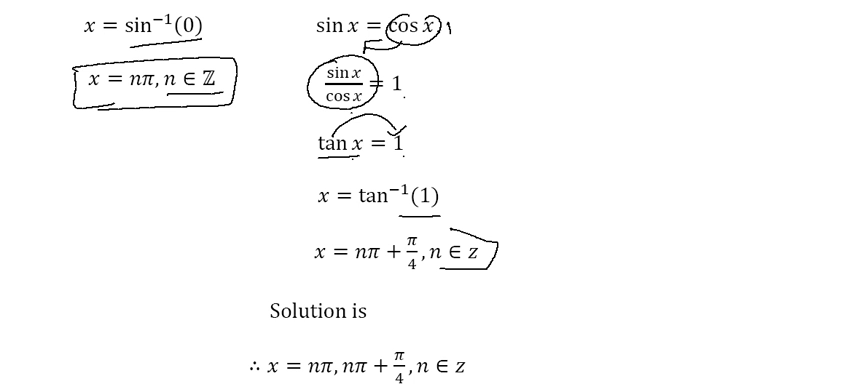 x = sin⁻¹(0)
x = nπ, n ∈ ℤ
sin x = cos x
sin x / cos x = 1
tan x = 1
x = tan⁻¹(1)
x = nπ + π/4, n ∈ z
Solution is
∴ x = nπ, nπ + π/4, n ∈ z